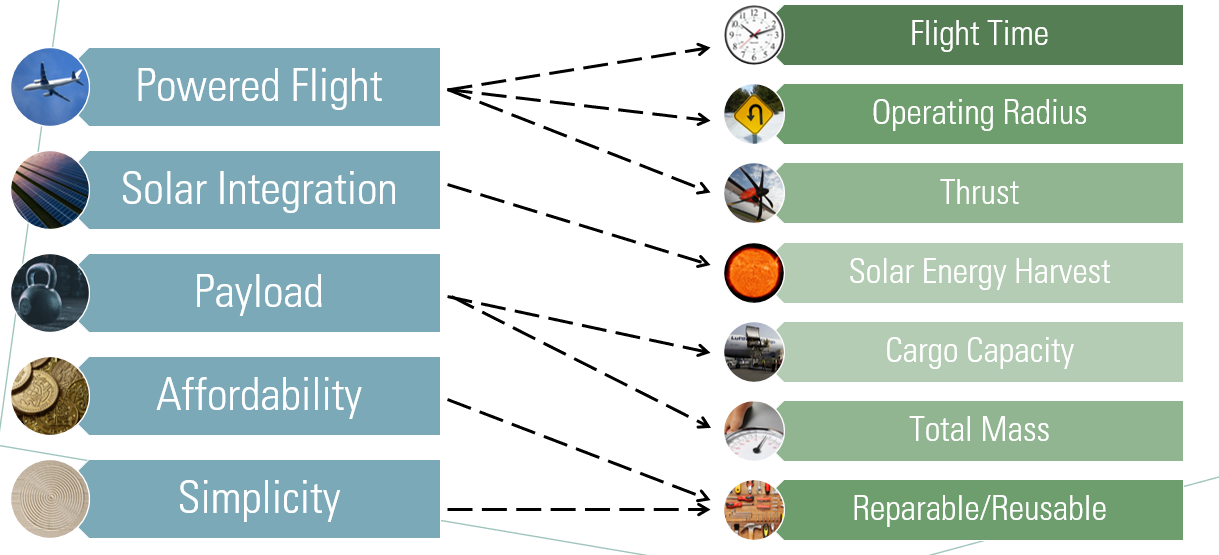 Powered Flight
Solar Integration
Payload
Affordability
Simplicity
Flight Time
Operating Radius
Thrust
Solar Energy Harvest
Cargo Capacity
Total Mass
Reparable/Reusable